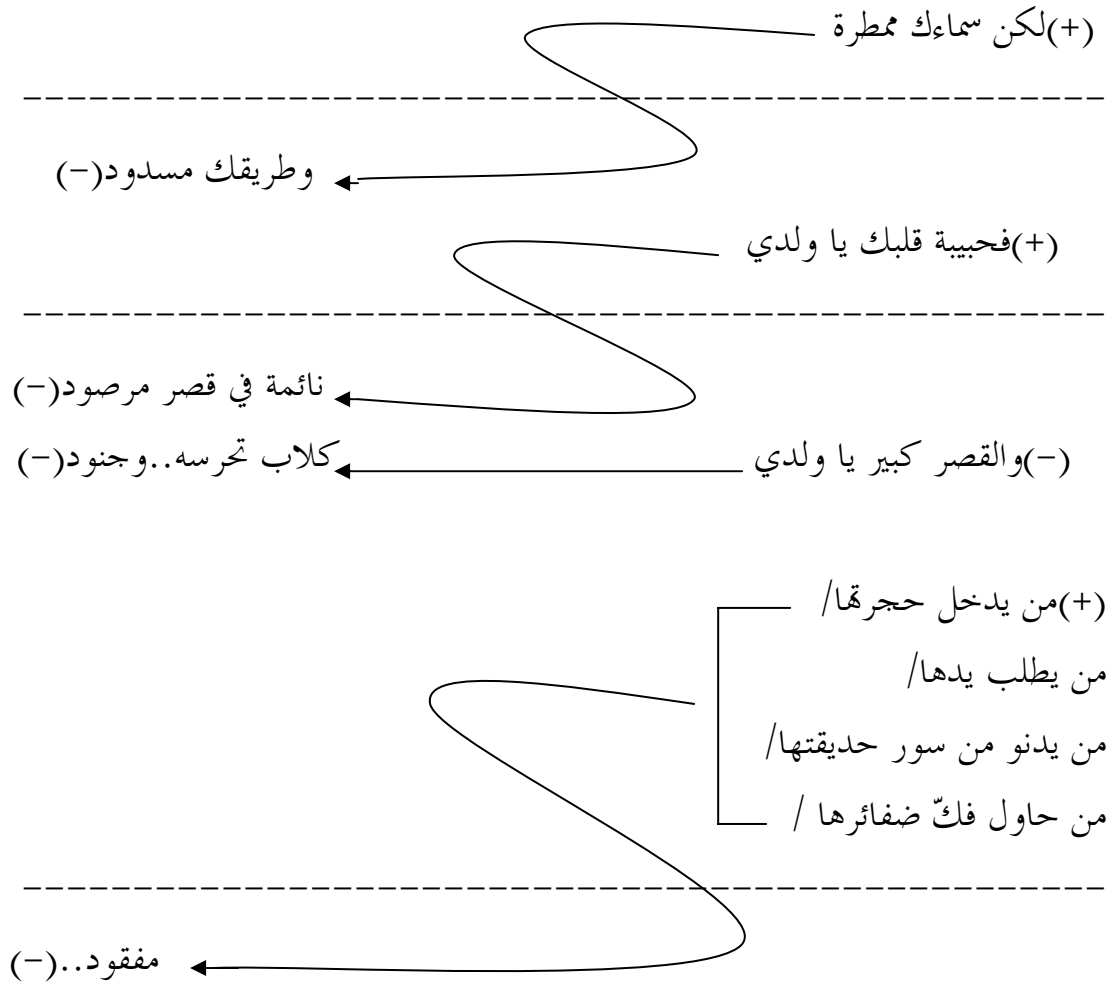 (+)لكن سماءك ممطرة
وطريقك مسدود(-)
(+)فحبيبة قلبك يا ولدي
نائمة في قصر مرصود(-)
(-)والقصر كبير يا ولدي كلاب تحرسه..وجنود(-)
(+)من يدخل حجرتها/
من يطلب يدها/
من يدنو من سور حديقتها/
من حاول فكّ ضفائرها /
مفقود..(-)